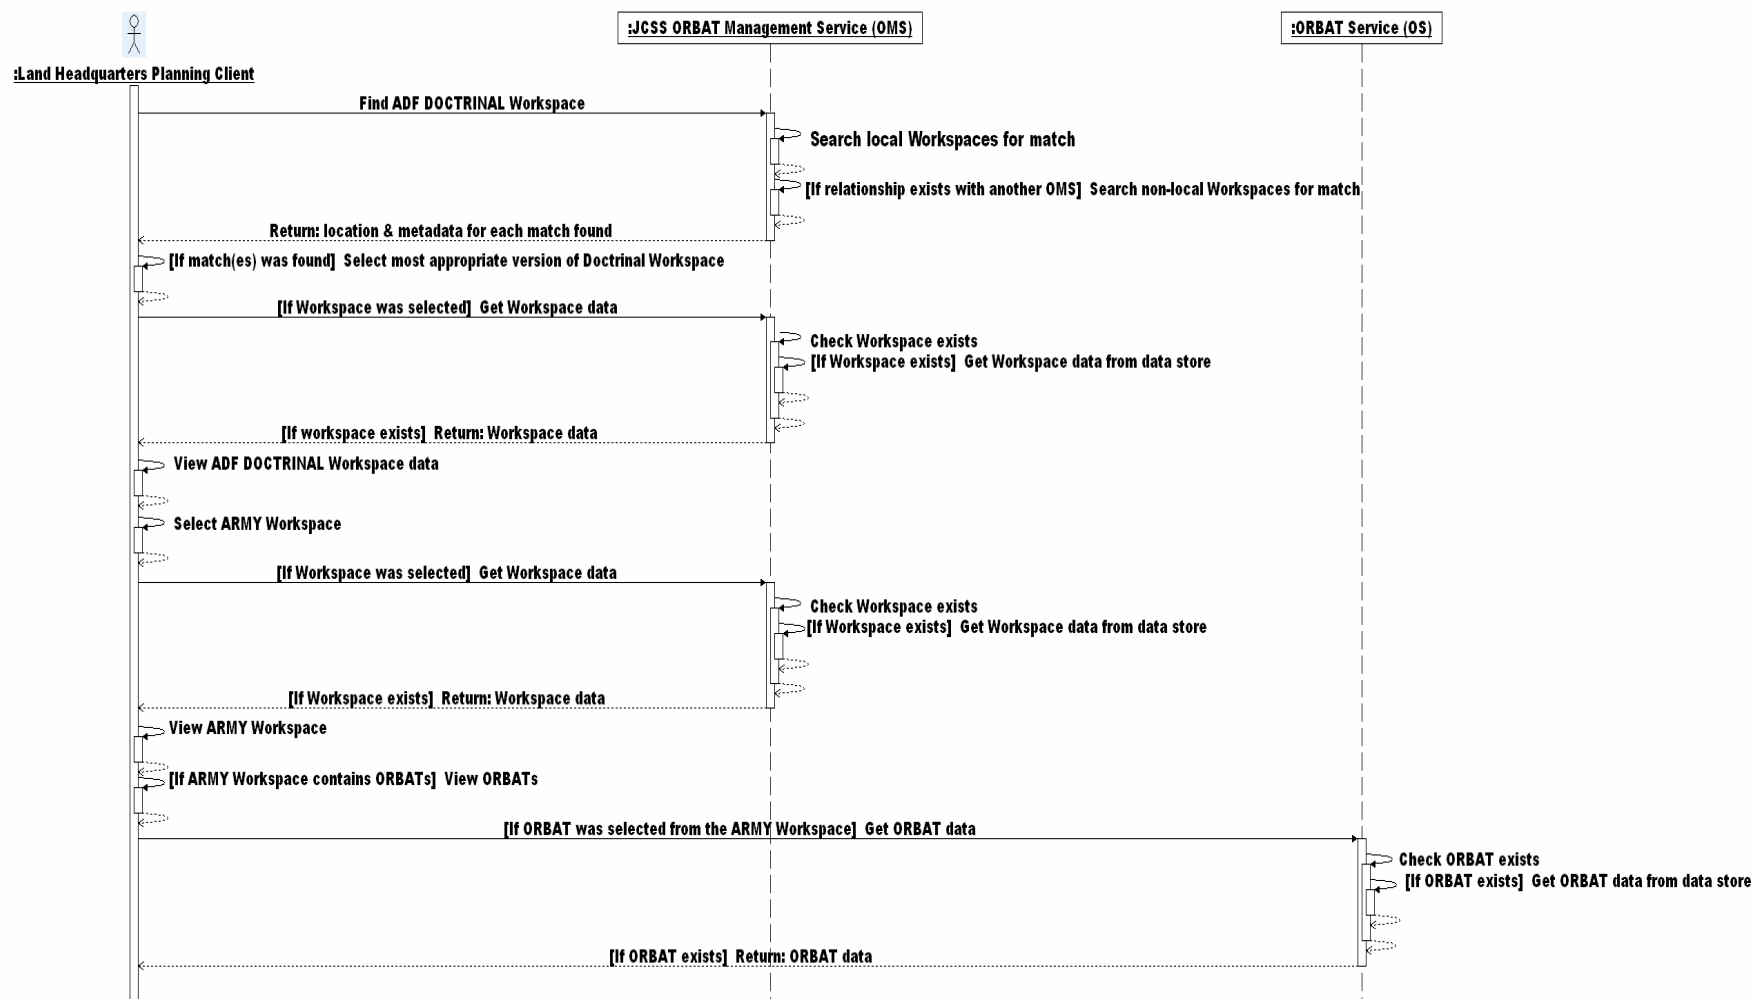 :JCSS ORBAT Management Service (OMS)
:ORBAT Service (OS)
:Land Headquarters Planning Client
Find ADF DOCTRINAL Workspace
Search local Workspaces for match
[If relationship exists with another OMS] Search non-local Workspaces for match
Return: location & metadata for each match found
[If match(es) was found] Select most appropriate version of Doctrinal Workspace
[If Workspace was selected] Get Workspace data
Check Workspace exists
[If Workspace exists] Get Workspace data from data store
[If workspace exists] Return: Workspace data
View ADF DOCTRINAL Workspace data
Select ARMY Workspace
[If Workspace was selected] Get Workspace data
Check Workspace exists
[If Workspace exists] Get Workspace data from data store
[If Workspace exists] Return: Workspace data
View ARMY Workspace
[If ARMY Workspace contains ORBATs] View ORBATs
[If ORBAT was selected from the ARMY Workspace] Get ORBAT data
Check ORBAT exists
[If ORBAT exists] Get ORBAT data from data store
[If ORBAT exists] Return: ORBAT data